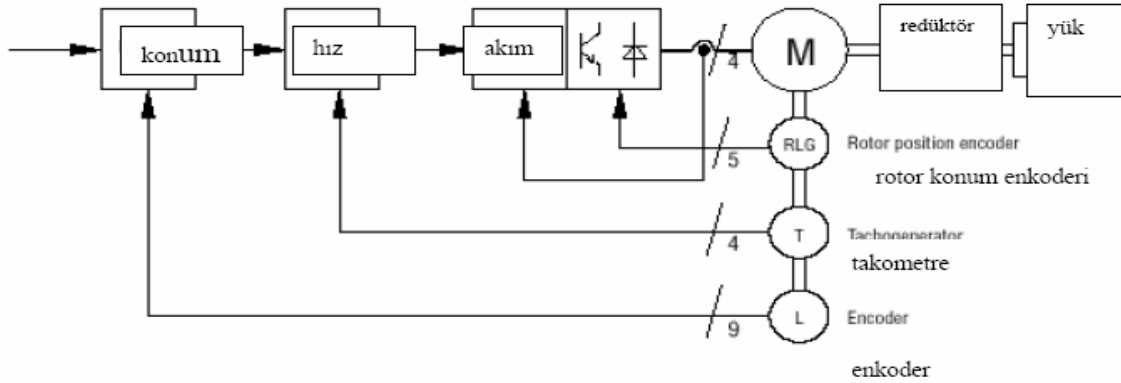 konum
hız
akım
4
M
redüktör
yük
5
RLG
Rotor position encoder
rotor konum enkoderi
4
T
Tachogenerator
takometre
9
L
Encoder
enkoder